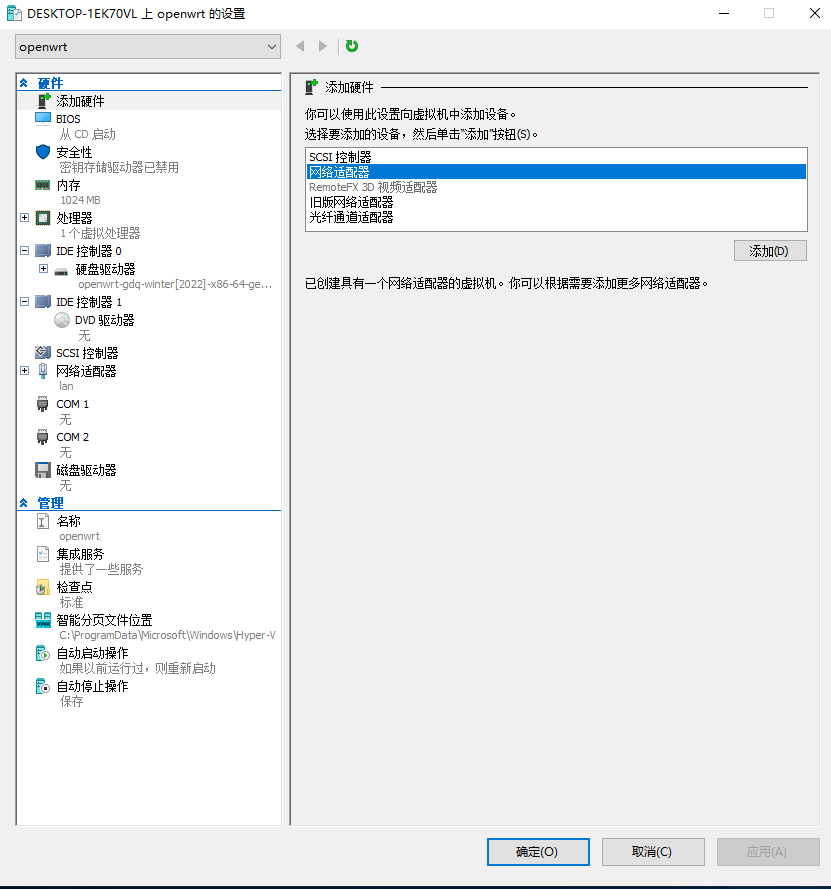 DESKTOP-1EK70VL 上 openwrt 的设置
openwrt
硬件
添加硬件
BIOS
从 CD 启动
安全性
密钥存储驱动器已禁用
内存
1024 MB
处理器
1 个虚拟处理器
IDE 控制器 0
硬盘驱动器
openwrt-gdq-winter[2022]-x86-64-ge...
IDE 控制器 1
DVD 驱动器
无
SCSI 控制器
网络适配器
lan
COM 1
无
COM 2
无
磁盘驱动器
无
管理
名称
openwrt
集成服务
提供了一些服务
检查点
标准
智能分页文件位置
C:\ProgramData\Microsoft\Windows\Hyper-V
自动启动操作
如果以前运行过，则重新启动
自动停止操作
保存
添加硬件
你可以使用此设置向虚拟机中添加设备。
选择要添加的设备，然后单击"添加"按钮(S)。
SCSI 控制器
网络适配器
RemoteFX 3D 视频适配器
旧版网络适配器
光纤通道适配器
添加(D)
已创建具有一个网络适配器的虚拟机。你可以根据需要添加更多网络适配器。
确定(O)
取消(C)
应用(A)